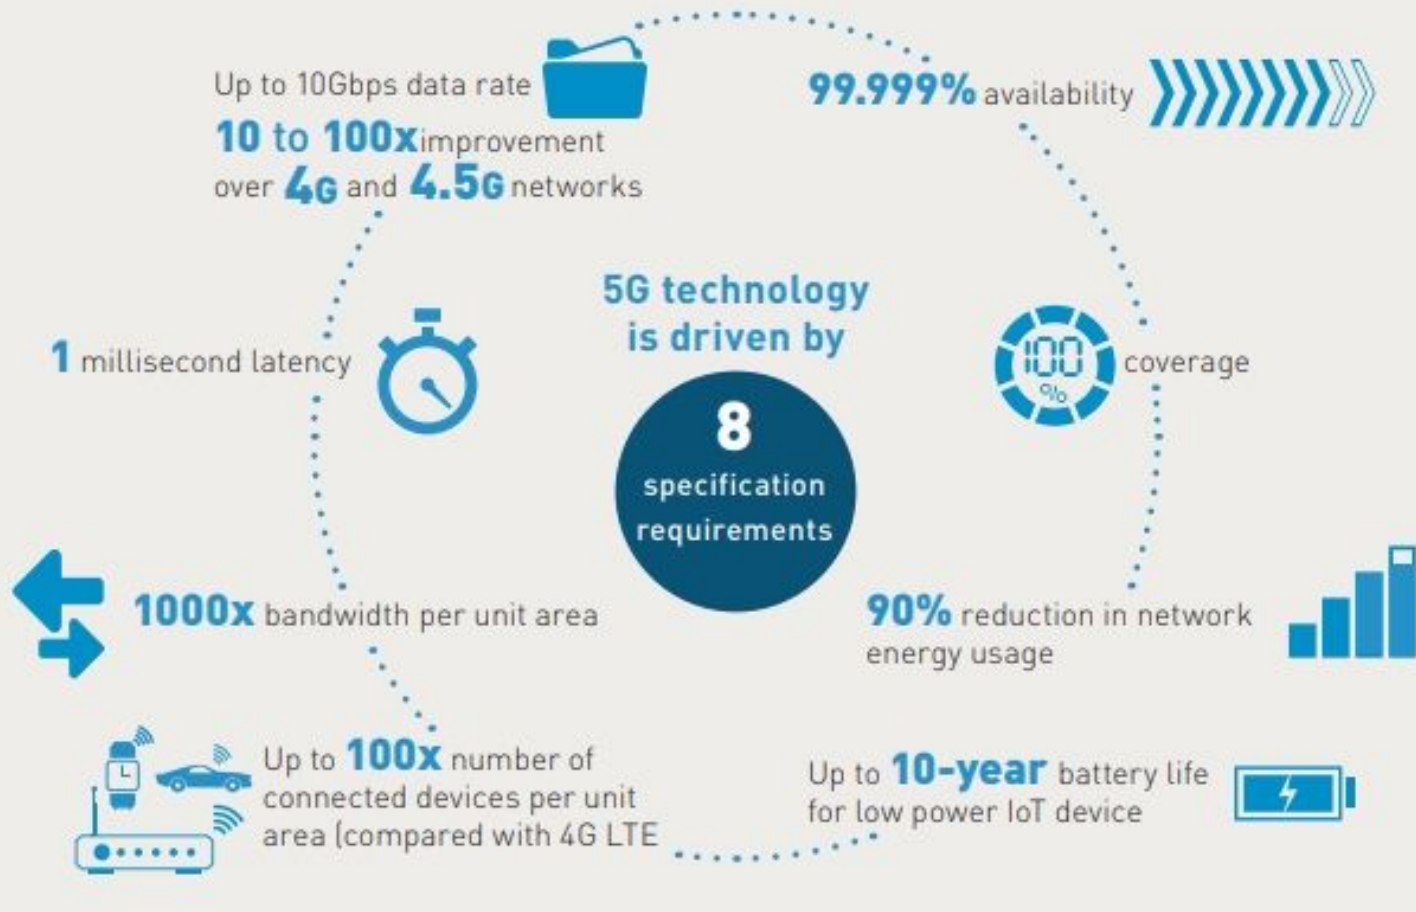 Up to 10Gbps data rate
10 to 100x improvement
over 4G and 4.5G networks
99.999% availability
5G technology
is driven by
8
specification
requirements
1 millisecond latency
100
%
coverage
1000x bandwidth per unit area
90% reduction in network
energy usage
Up to 100x number of
connected devices per unit
area (compared with 4G LTE
Up to 10-year battery life
for low power IoT device